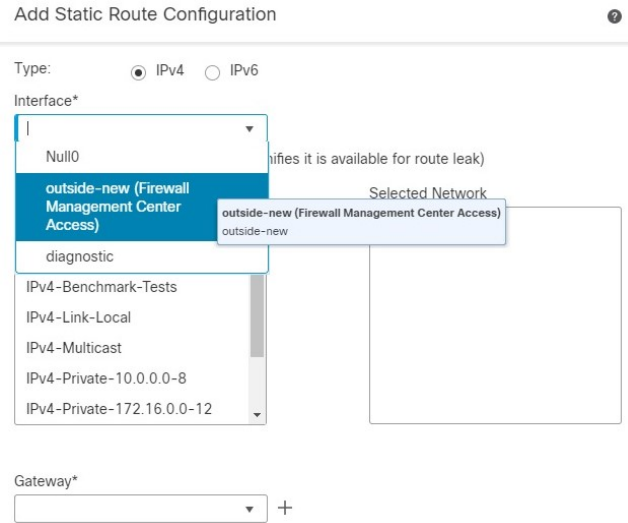 Add Static Route Configuration
?
Type:
IPv4
IPv6
Interface*
Null0
nifies it is available for route leak)
outside-new (Firewall
Management Center
Access)
Selected Network
outside-new (Firewall Management Center Access)
outside-new
diagnostic
IPv4-Benchmark-Tests
IPv4-Link-Local
IPv4-Multicast
IPv4-Private-10.0.0.0-8
IPv4-Private-172.16.0.0-12
Gateway*
+